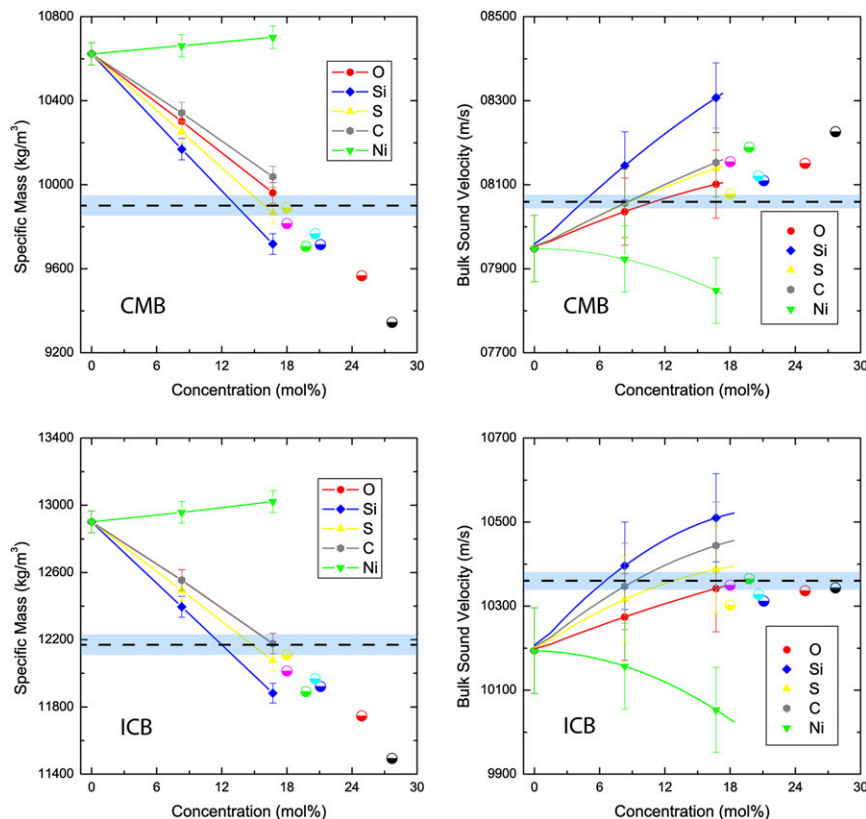 10800
10400
10000
9600
9200
Specific Mass (kg/m³)
O
Si
S
C
Ni
CMB
0 6 12 18 24 30
Concentration (mol%)
08500
08300
08100
07900
07700
Bulk Sound Velocity (m/s)
O
Si
S
C
Ni
CMB
0 6 12 18 24 30
Concentration (mol%)
13400
13000
12600
12200
11800
11400
Specific Mass (kg/m³)
O
Si
S
C
Ni
ICB
0 6 12 18 24 30
Concentration (mol%)
10700
10500
10300
10100
9900
Bulk Sound Velocity (m/s)
O
Si
S
C
Ni
ICB
0 6 12 18 24 30
Concentration (mol%)